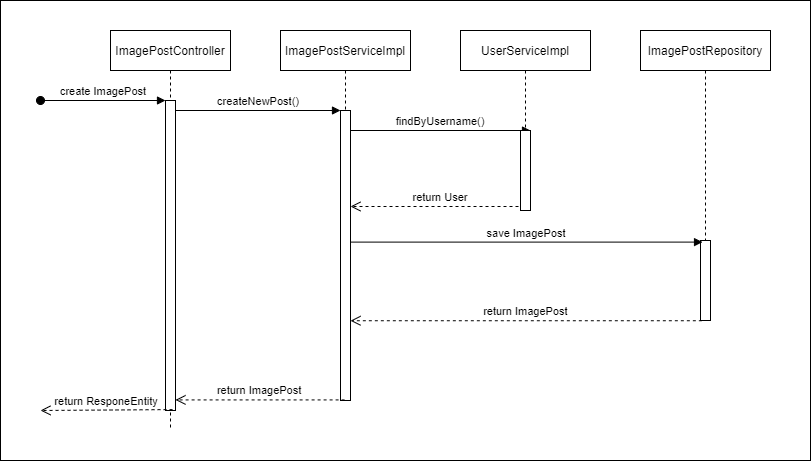 ImagePostController
ImagePostServiceImpl
UserServiceImpl
ImagePostRepository
create ImagePost
createNewPost()
findByUsername()
return User
save ImagePost
return ImagePost
return ImagePost
return ResponeEntity